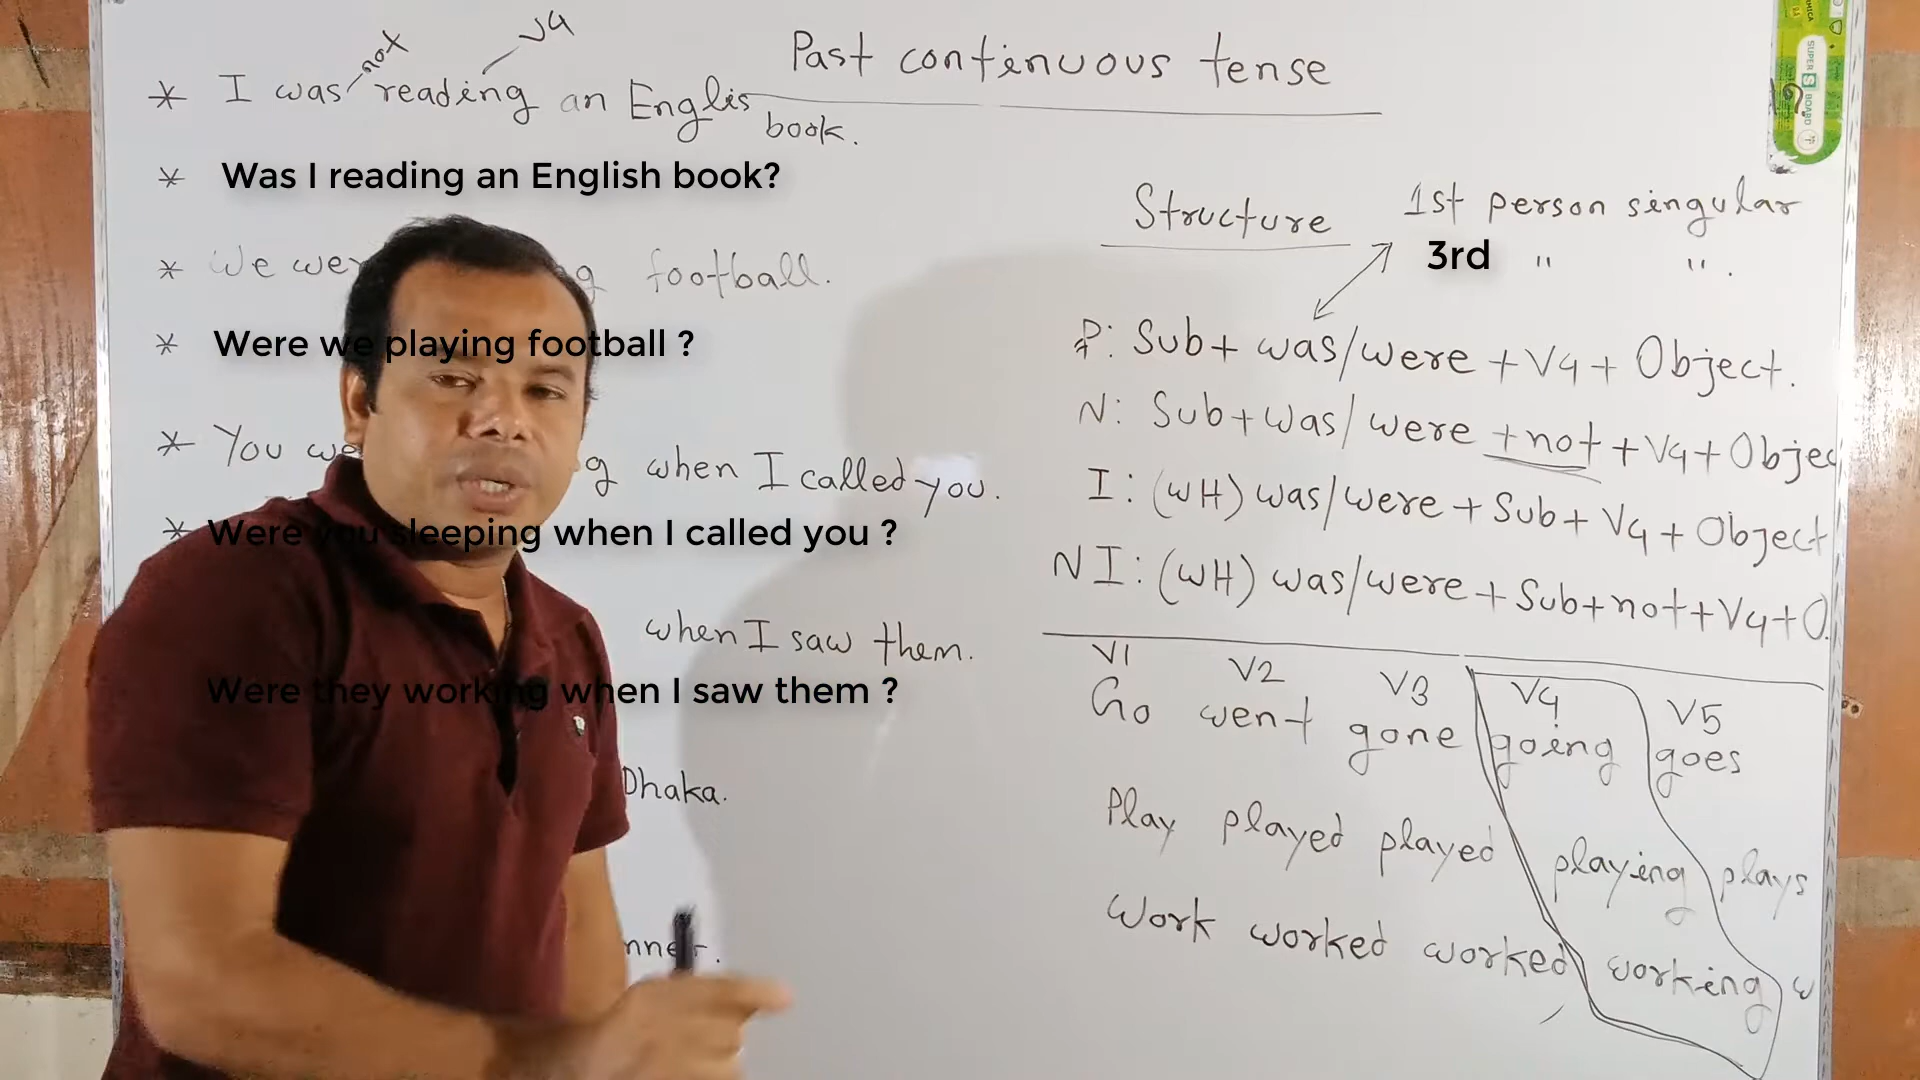 V4
not
Past continuous tense
* I was reading an Englis
book.
* Was I reading an English book?
* We wer g football.
* Were we playing football ?
* You we g when I called you.
* Were you sleeping when I called you ?
when I saw them.
Were they working when I saw them ?
Dhaka.
nner.
Structure
1st person singular
3rd " " .
P: Sub + was/were + V4 + Object.
N: Sub + was/were + not + V4 + Objec
I: (WH) was/were + Sub + V4 + Object
NI: (WH) was/were + Sub + not + V4 + O.
V1 V2 V3 V4 V5
Go went gone going goes
Play played played playing plays
Work worked worked working w
SUPER S BOARD